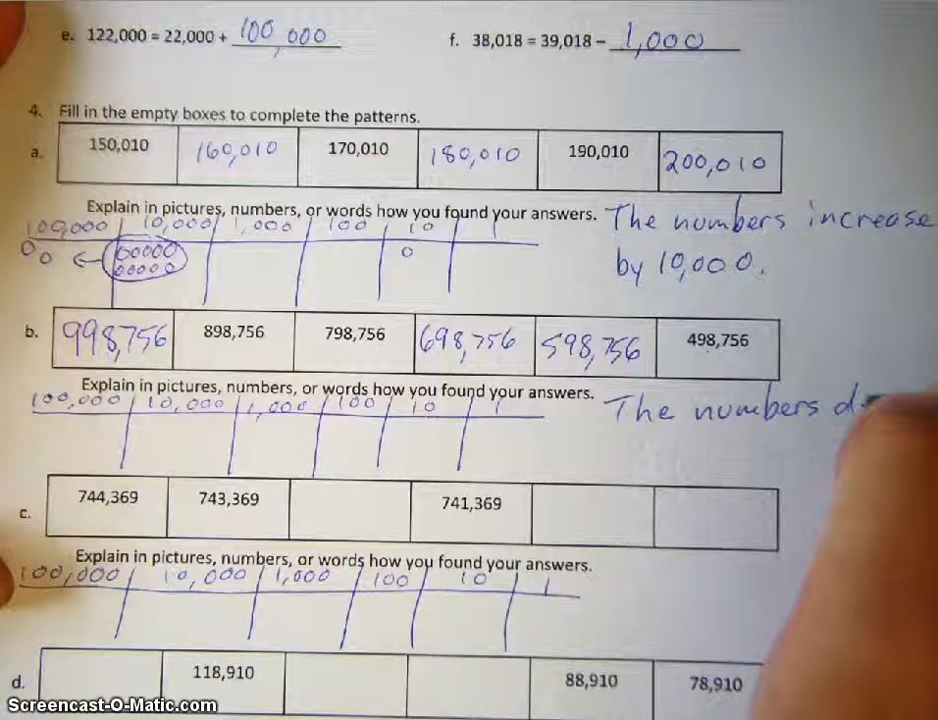 e. 122,000 = 22,000 + 100,000
f. 38,018 = 39,018 – 1,000
4. Fill in the empty boxes to complete the patterns.
a. 150,010 160,010 170,010 180,010 190,010 200,010
Explain in pictures, numbers, or words how you found your answers.
The numbers increase
by 10,000.
100,000 10,000 1,000 100 10 1
b. 998,756 898,756 798,756 698,756 598,756 498,756
Explain in pictures, numbers, or words how you found your answers.
The numbers d
100,000 10,000 1,000 100 10 1
c. 744,369 743,369 741,369
Explain in pictures, numbers, or words how you found your answers.
100,000 10,000 1,000 100 10 1
d. 118,910 88,910 78,910
Screencast-O-Matic.com